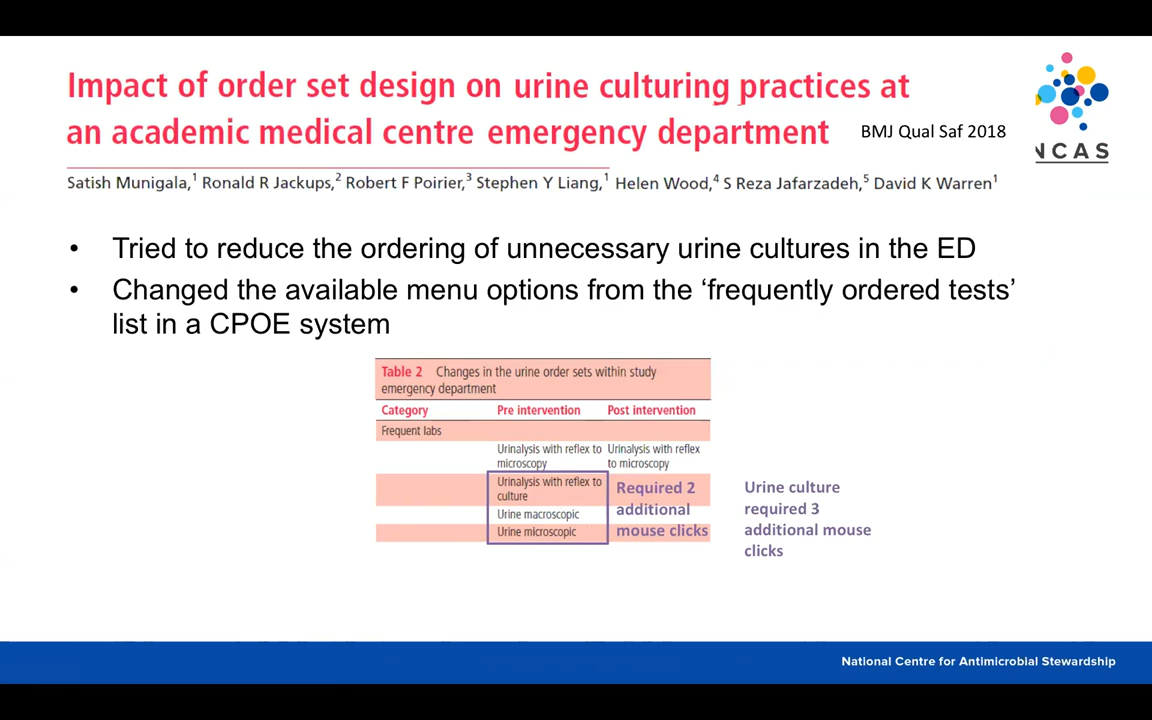 Impact of order set design on urine culturing practices at
an academic medical centre emergency department
BMJ Qual Saf 2018
NCAS
Satish Munigala,1 Ronald R Jackups,2 Robert F Poirier,3 Stephen Y Liang,1 Helen Wood,4 S Reza Jafarzadeh,5 David K Warren1
• Tried to reduce the ordering of unnecessary urine cultures in the ED
• Changed the available menu options from the ‘frequently ordered tests’
list in a CPOE system
Table 2 Changes in the urine order sets within study
emergency department
Category Pre intervention Post intervention
Frequent labs
Urinalysis with reflex to Urinalysis with reflex
microscopy to microscopy
Urinalysis with reflex to
culture
Urine macroscopic
Urine microscopic
Required 2
additional
mouse clicks
Urine culture
required 3
additional mouse
clicks
National Centre for Antimicrobial Stewardship